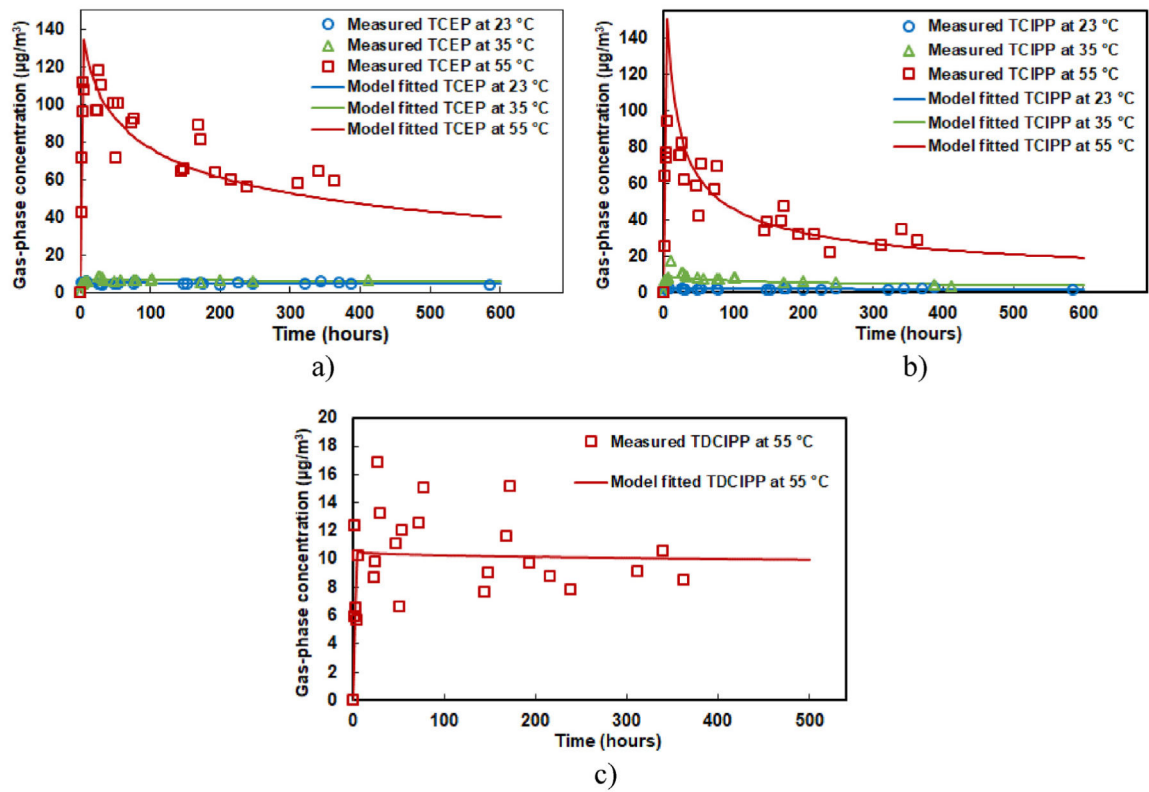 Gas-phase concentration (µg/m³)
140
120
100
80
60
40
20
0
Measured TCEP at 23 °C
Measured TCEP at 35 °C
Measured TCEP at 55 °C
Model fitted TCEP at 23 °C
Model fitted TCEP at 35 °C
Model fitted TCEP at 55 °C
0 100 200 300 400 500 600
Time (hours)
a)
Gas-phase concentration (µg/m³)
140
120
100
80
60
40
20
0
Measured TCIPP at 23 °C
Measured TCIPP at 35 °C
Measured TCIPP at 55 °C
Model fitted TCIPP at 23 °C
Model fitted TCIPP at 35 °C
Model fitted TCIPP at 55 °C
0 100 200 300 400 500 600
Time (hours)
b)
Gas-phase concentration (µg/m³)
20
18
16
14
12
10
8
6
4
2
0
Measured TDCIPP at 55 °C
Model fitted TDCIPP at 55 °C
0 100 200 300 400 500
Time (hours)
c)